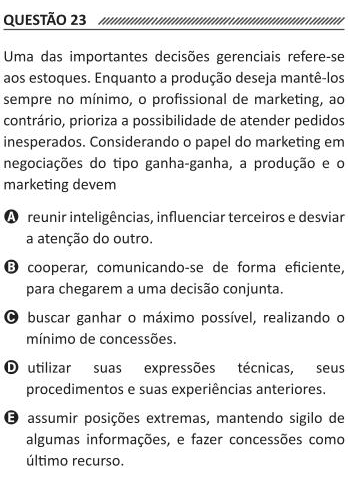 QUESTÃO 23
Uma das importantes decisões gerenciais refere-se
aos estoques. Enquanto a produção deseja mantê-los
sempre no mínimo, o profissional de marketing, ao
contrário, prioriza a possibilidade de atender pedidos
inesperados. Considerando o papel do marketing em
negociações do tipo ganha-ganha, a produção e o
marketing devem
A reunir inteligências, influenciar terceiros e desviar
a atenção do outro.
B cooperar, comunicando-se de forma eficiente,
para chegarem a uma decisão conjunta.
C buscar ganhar o máximo possível, realizando o
mínimo de concessões.
D utilizar suas expressões técnicas, seus
procedimentos e suas experiências anteriores.
E assumir posições extremas, mantendo sigilo de
algumas informações, e fazer concessões como
último recurso.